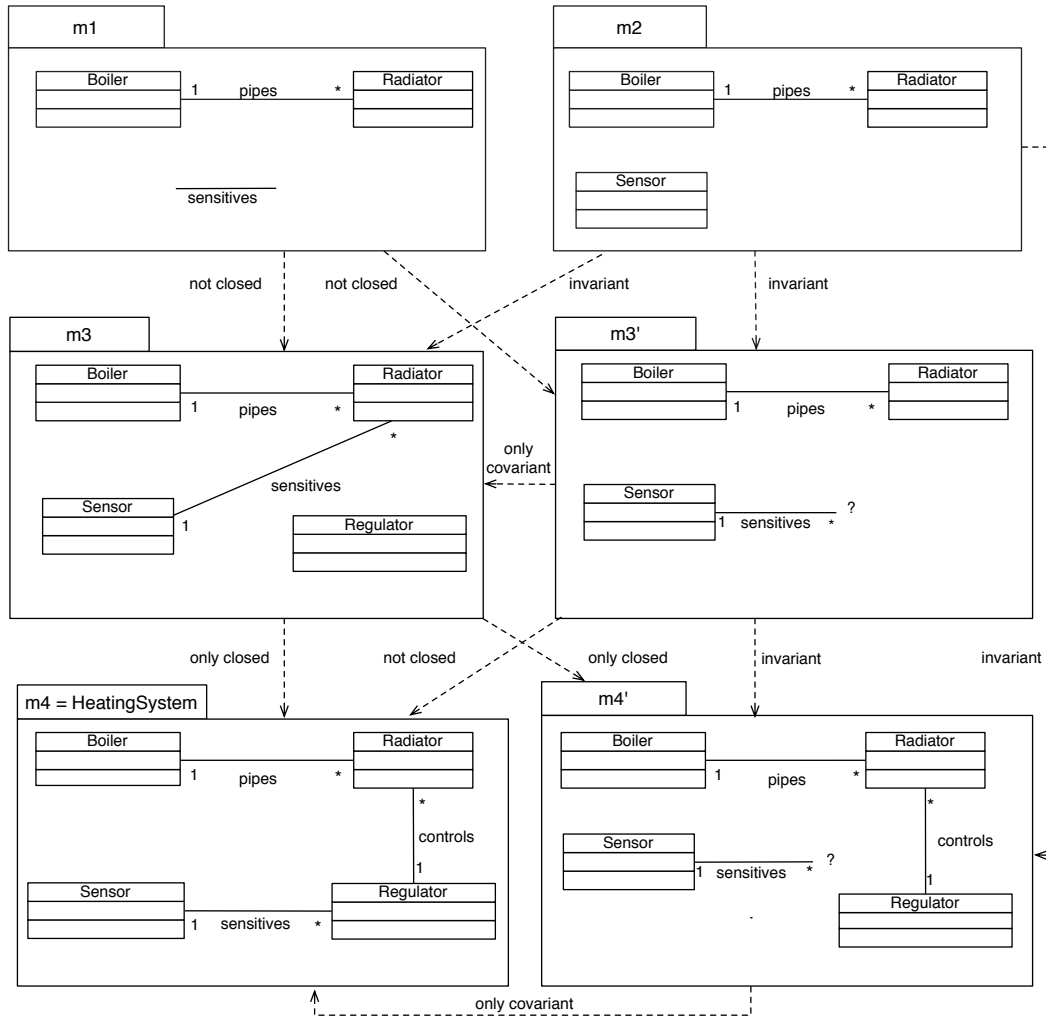 m1
m2
Boiler
1 pipes *
Radiator
Boiler
1 pipes *
Radiator
sensitives
Sensor
not closed
not closed
invariant
invariant
m3
m3'
Boiler
1 pipes *
Radiator
Boiler
1 pipes *
Radiator
*
only
covariant
sensitives
Sensor
1
Regulator
Sensor
1 sensitives *
?
only closed
not closed
only closed
invariant
invariant
m4 = HeatingSystem
m4'
Boiler
1 pipes *
Radiator
Boiler
1 pipes *
Radiator
*
controls
1
*
controls
1
Sensor
1 sensitives *
Regulator
Sensor
1 sensitives *
?
Regulator
only covariant